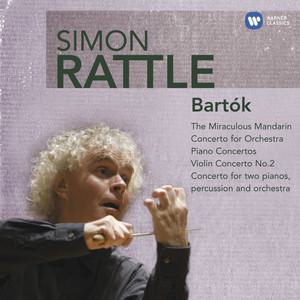 WARNER
CLASSICS
SIMON
RATTLE
Bartók
The Miraculous Mandarin
Concerto for Orchestra
Piano Concertos
Violin Concerto No.2
Concerto for two pianos,
percussion and orchestra